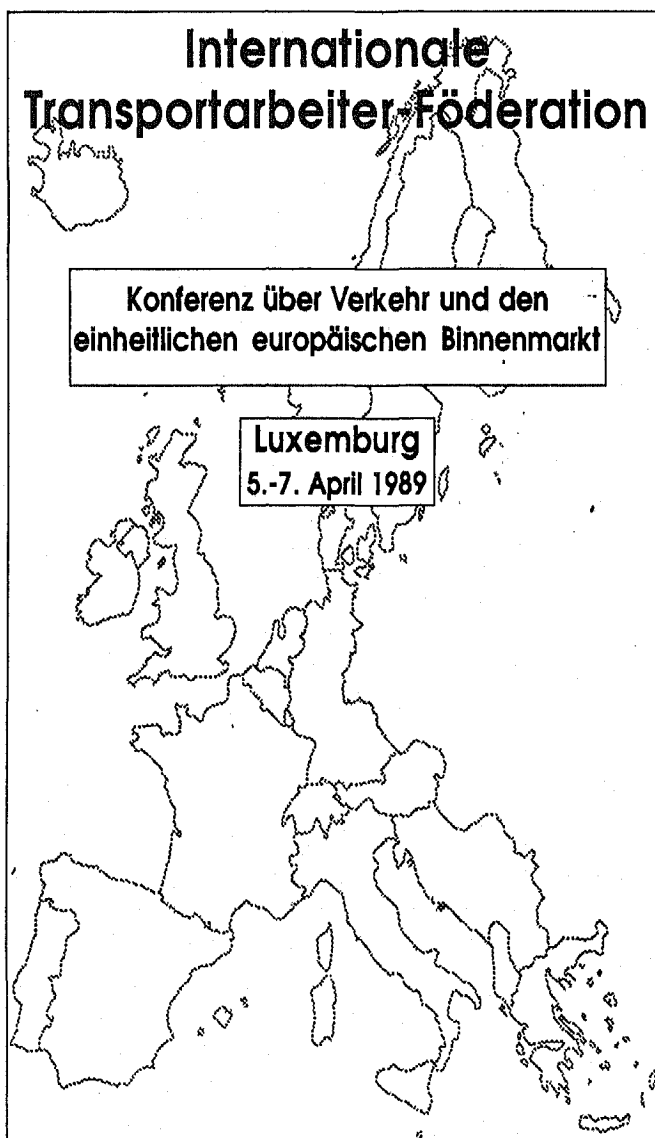 Internationale
Transportarbeiter-Föderation
Konferenz über Verkehr und den
einheitlichen europäischen Binnenmarkt
Luxemburg
5.-7. April 1989